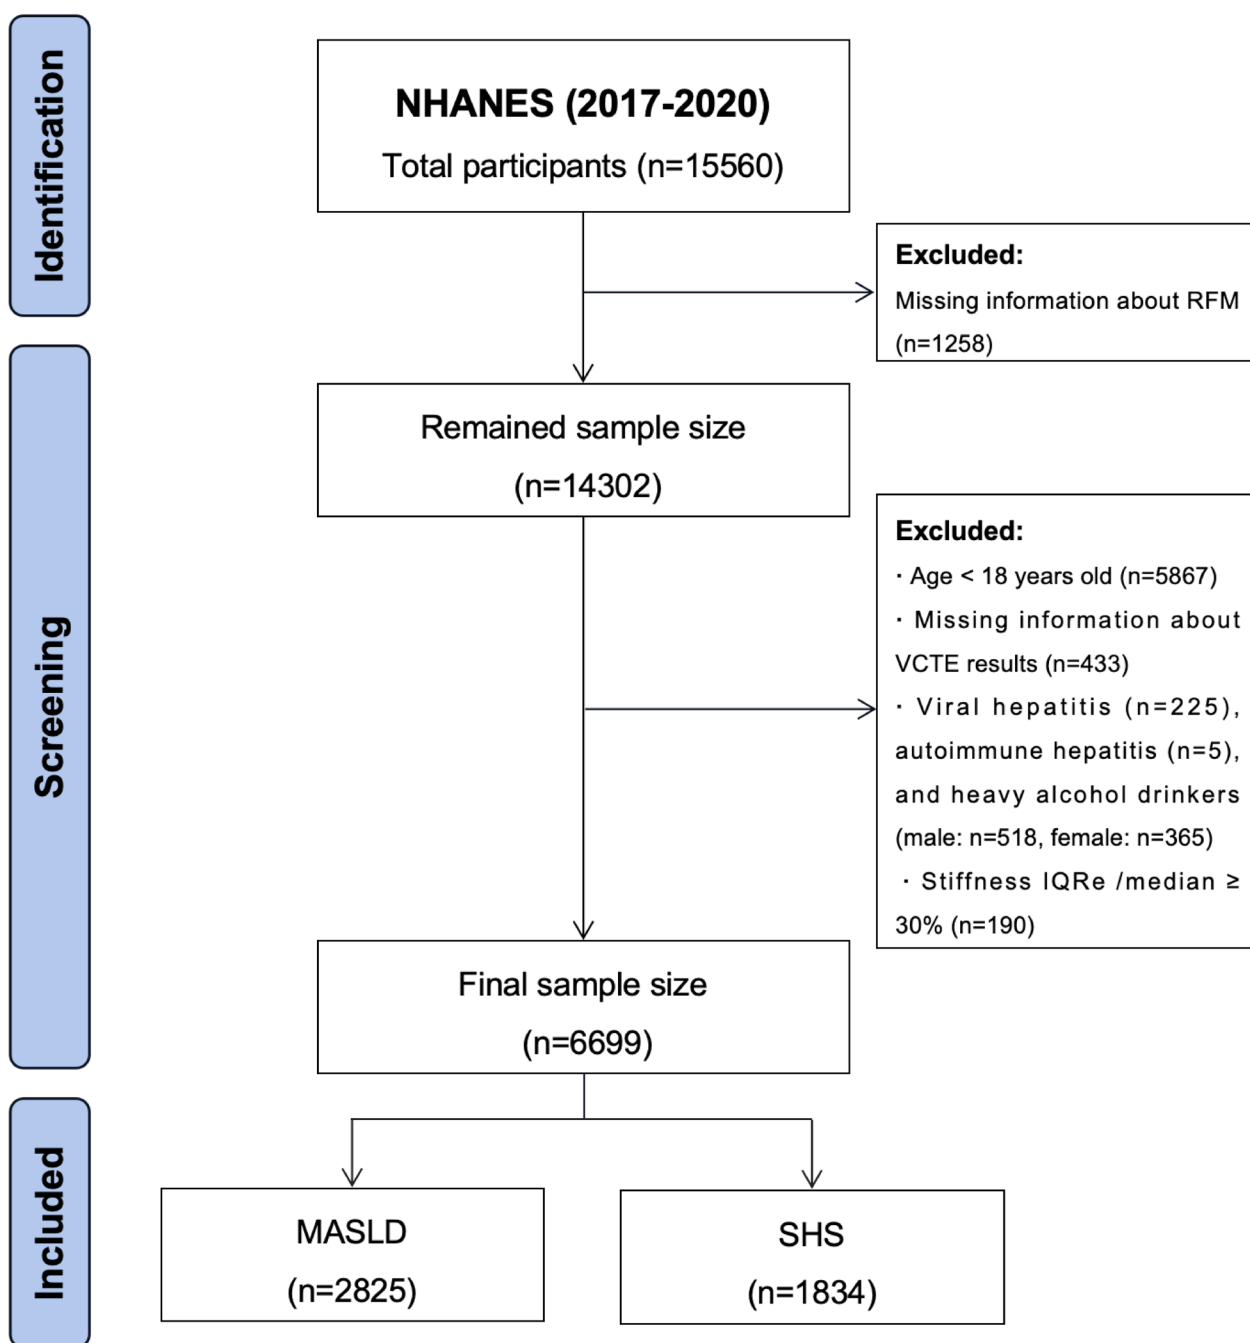 Identification
NHANES (2017-2020)
Total participants (n=15560)
Excluded:
Missing information about RFM
(n=1258)
Screening
Remained sample size
(n=14302)
Excluded:
· Age < 18 years old (n=5867)
· Missing information about
VCTE results (n=433)
· Viral hepatitis (n=225),
autoimmune hepatitis (n=5),
and heavy alcohol drinkers
(male: n=518, female: n=365)
· Stiffness IQRe /median ≥
30% (n=190)
Final sample size
(n=6699)
Included
MASLD
(n=2825)
SHS
(n=1834)